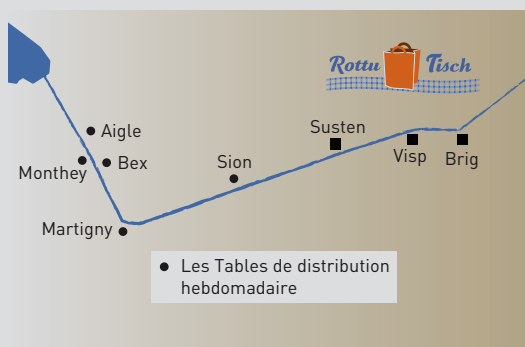 Rottu Tisch
Aigle
Monthey
Bex
Martigny
Sion
Susten
Visp
Brig
Les Tables de distribution
hebdomadaire